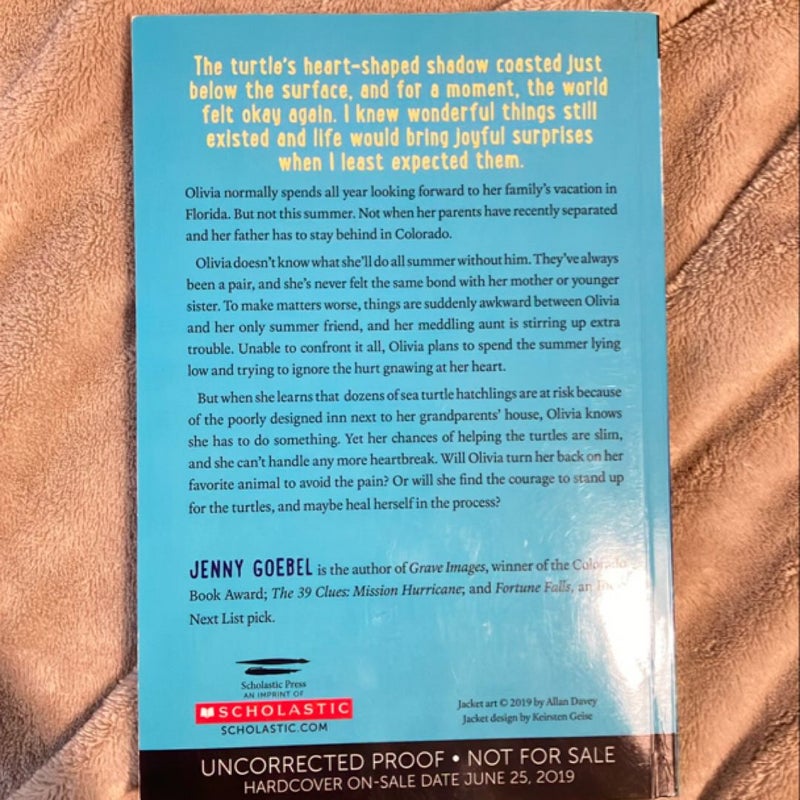 The turtle's heart-shaped shadow coasted just
below the surface, and for a moment, the world
felt okay again. I knew wonderful things still
existed and life would bring joyful surprises
when I least expected them.
Olivia normally spends all year looking forward to her family's vacation in
Florida. But not this summer. Not when her parents have recently separated
and her father has to stay behind in Colorado.
Olivia doesn't know what she'll do all summer without him. They've always
been a pair, and she's never felt the same bond with her mother or younger
sister. To make matters worse, things are suddenly awkward between Olivia
and her only summer friend, and her meddling aunt is stirring up extra
trouble. Unable to confront it all, Olivia plans to spend the summer lying
low and trying to ignore the hurt gnawing at her heart.
But when she learns that dozens of sea turtle hatchlings are at risk because
of the poorly designed inn next to her grandparents' house, Olivia knows
she has to do something. Yet her chances of helping the turtles are slim,
and she can't handle any more heartbreak. Will Olivia turn her back on her
favorite animal to avoid the pain? Or will she find the courage to stand up
for the turtles, and maybe heal herself in the process?
JENNY GOEBEL is the author of Grave Images, winner of the Colorado
Book Award; The 39 Clues: Mission Hurricane; and Fortune Falls, an
Next List pick.
Scholastic Press
AN IMPRINT OF
SCHOLASTIC
SCHOLASTIC.COM
Jacket art © 2019 by Allan Davey
Jacket design by Keirsten Geise
UNCORRECTED PROOF • NOT FOR SALE
HARDCOVER ON-SALE DATE JUNE 25, 2019